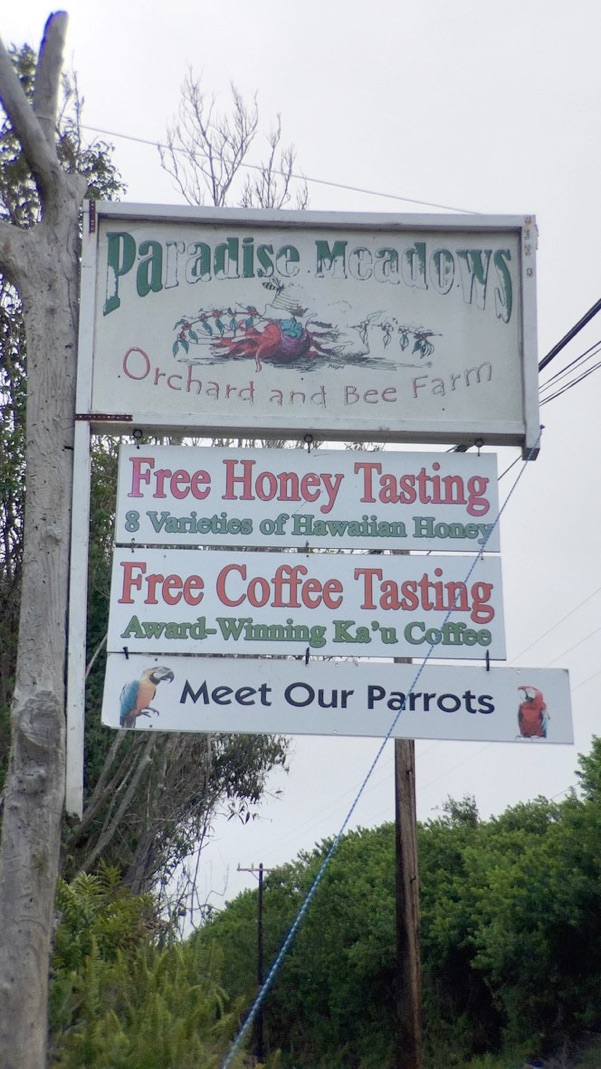 Paradise Meadows
Orchard and Bee Farm
Free Honey Tasting
8 Varieties of Hawaiian Honey
Free Coffee Tasting
Award-Winning Ka'u Coffee
Meet Our Parrots